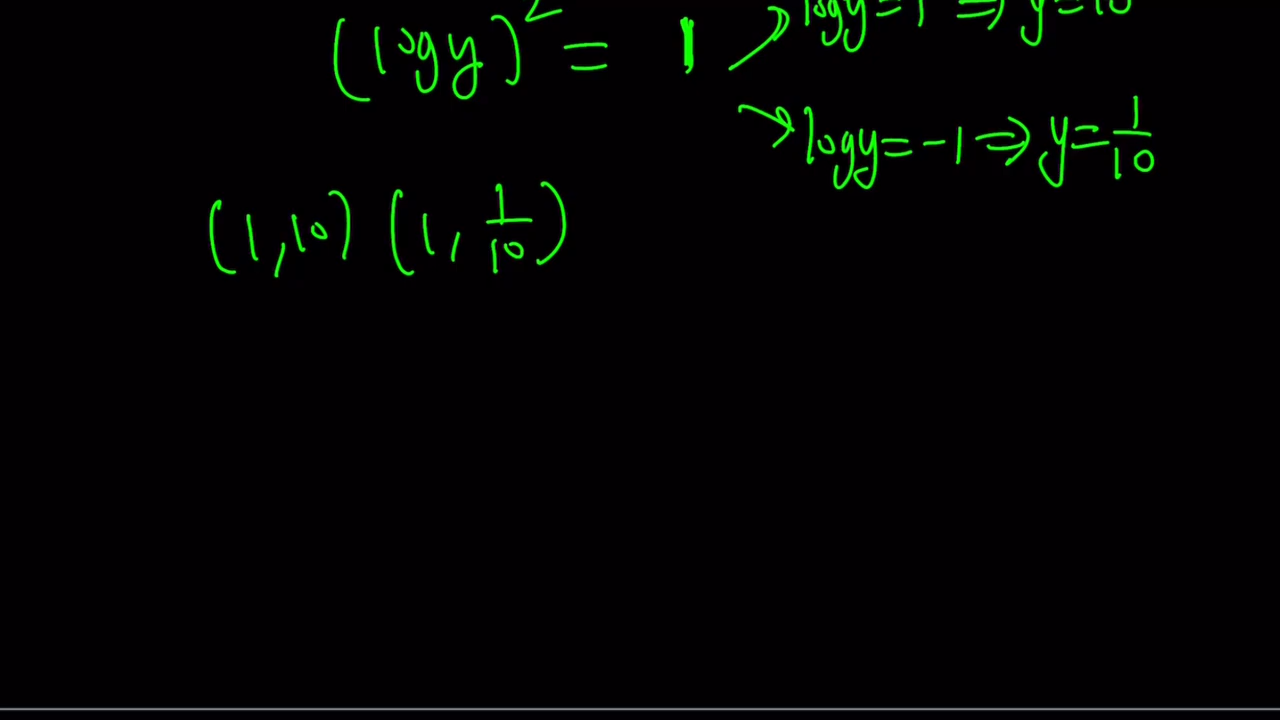 (log y)² = 1 → log y = 1 ⇒ y = 10
→ log y = -1 ⇒ y = 1/10
(1, 10) (1, 1/10)